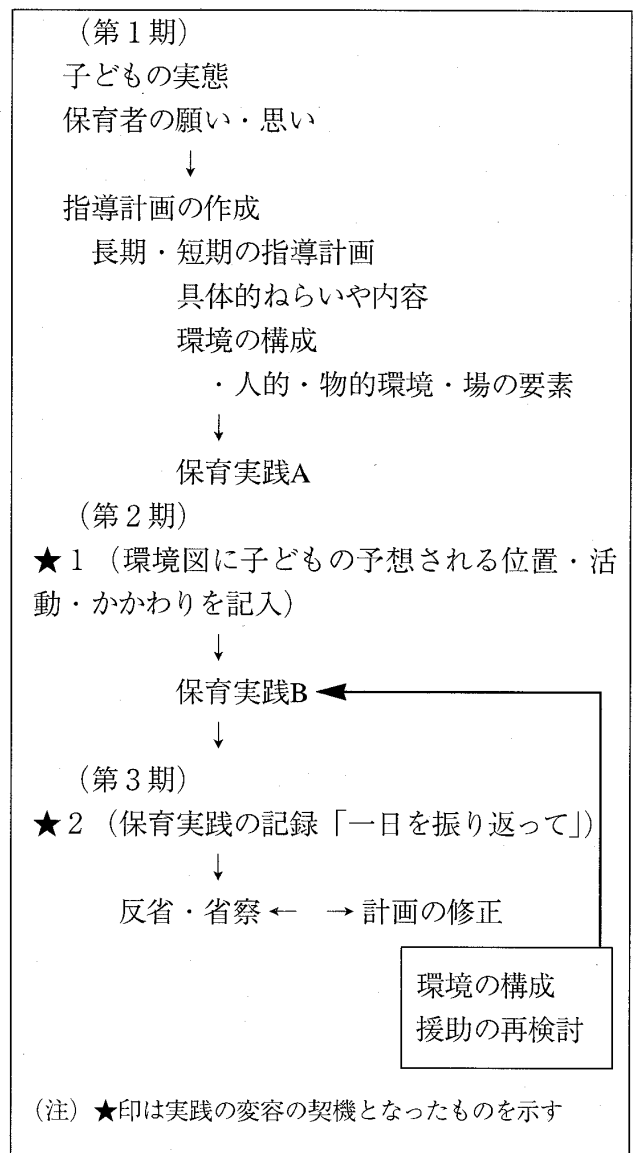 （第１期）
子どもの実態
保育者の願い・思い
↓
指導計画の作成
長期・短期の指導計画
具体的ねらいや内容
環境の構成
・人的・物的環境・場の要素
↓
保育実践A
（第２期）
★１（環境図に子どもの予想される位置・活
動・かかわりを記入）
↓
保育実践B
↓
（第３期）
★２（保育実践の記録「一日を振り返って」）
↓
反省・省察← →計画の修正
環境の構成
援助の再検討
（注）★印は実践の変容の契機となったものを示す